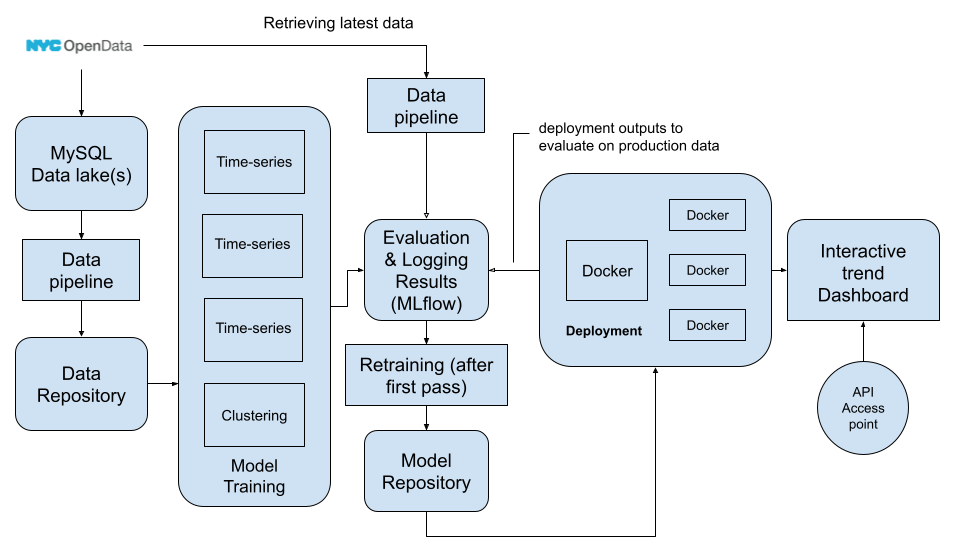 Retrieving latest data
NYC OpenData
MySQL
Data lake(s)
Data
pipeline
Data
Repository
Time-series
Time-series
Time-series
Clustering
Model
Training
Data
pipeline
Evaluation
& Logging
Results
(MLflow)
Retraining (after
first pass)
Model
Repository
deployment outputs to
evaluate on production data
Docker
Docker
Docker
Docker
Deployment
Interactive
trend
Dashboard
API
Access
point